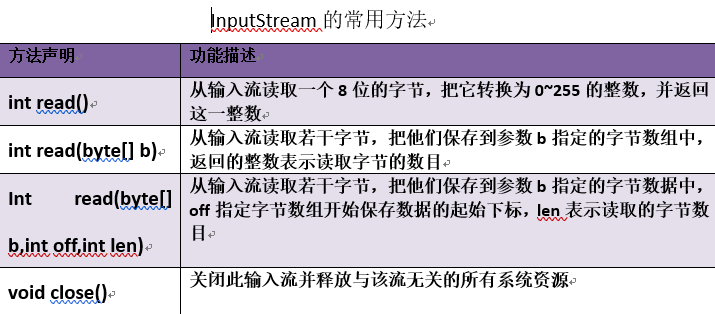 InputStream 的常用方法
方法声明 功能描述
int read() 从输入流读取一个 8 位的字节，把它转换为 0~255 的整数，并返回
这一整数
int read(byte[] b) 从输入流读取若干字节，把他们保存到参数 b 指定的字节数组中，
返回的整数表示读取字节的数目
Int read(byte[]
b,int off,int len)
从输入流读取若干字节，把他们保存到参数 b 指定的字节数据中，
off 指定字节数组开始保存数据的起始下标，len 表示读取的字节数
目
void close() 关闭此输入流并释放与该流无关的所有系统资源